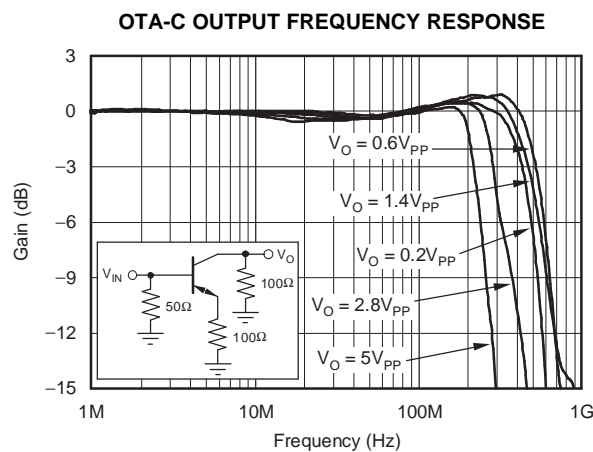 OTA-C OUTPUT FREQUENCY RESPONSE
3
0
−3
−6
−9
−12
−15
Gain (dB)
V_O = 0.6V_PP
V_O = 1.4V_PP
V_O = 0.2V_PP
V_O = 2.8V_PP
V_O = 5V_PP
V_IN
V_O
50Ω
100Ω
100Ω
1M
10M
100M
1G
Frequency (Hz)